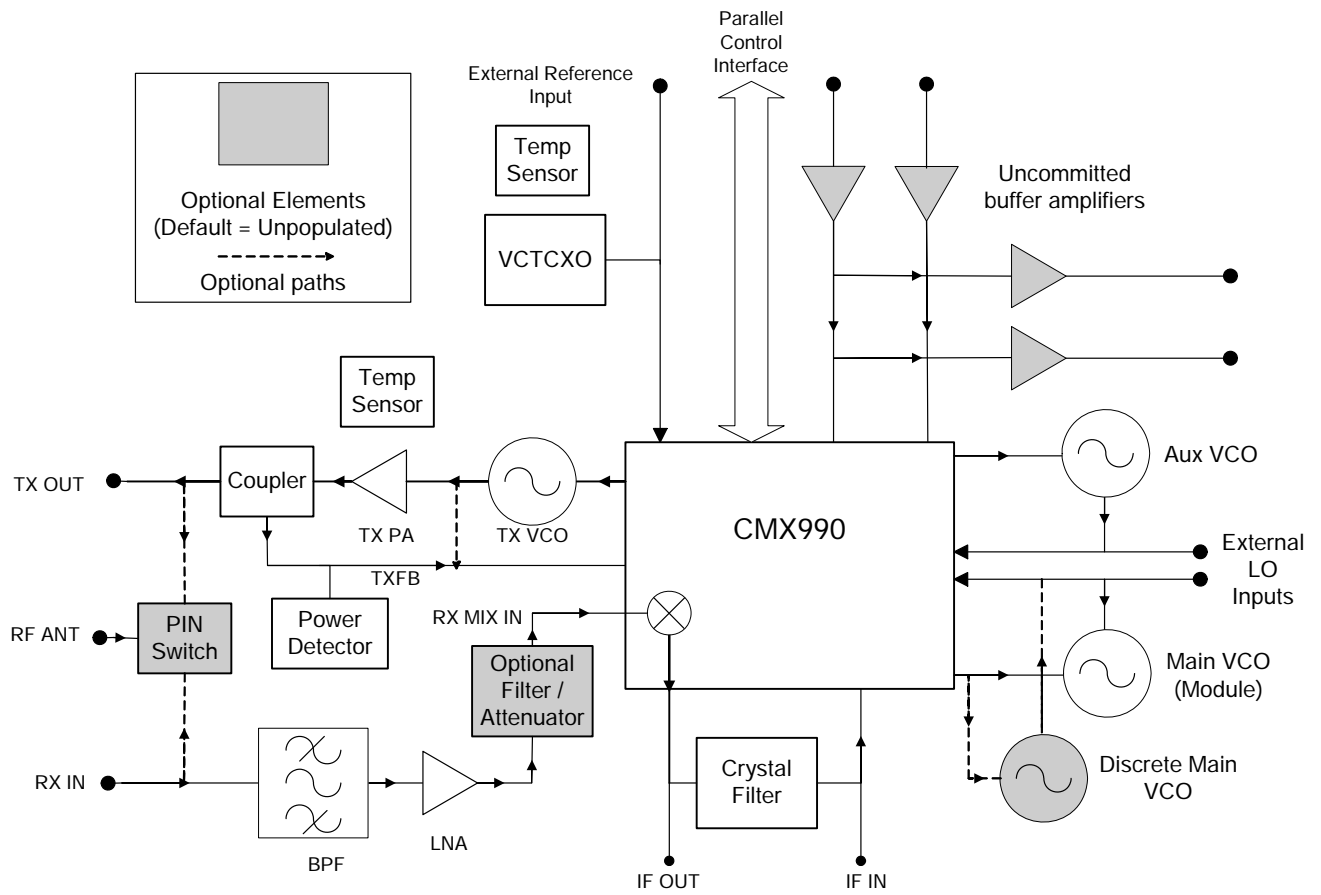 Parallel
Control
Interface
External Reference
Input
Temp
Sensor
Optional Elements
(Default = Unpopulated)
Optional paths
VCTCXO
Uncommitted
buffer amplifiers
Temp
Sensor
TX OUT
Coupler
TX PA
TX VCO
TXFB
CMX990
Aux VCO
External
LO
Inputs
RF ANT
PIN
Switch
Power
Detector
RX MIX IN
Optional
Filter /
Attenuator
Main VCO
(Module)
RX IN
BPF
LNA
Crystal
Filter
Discrete Main
VCO
IF OUT
IF IN